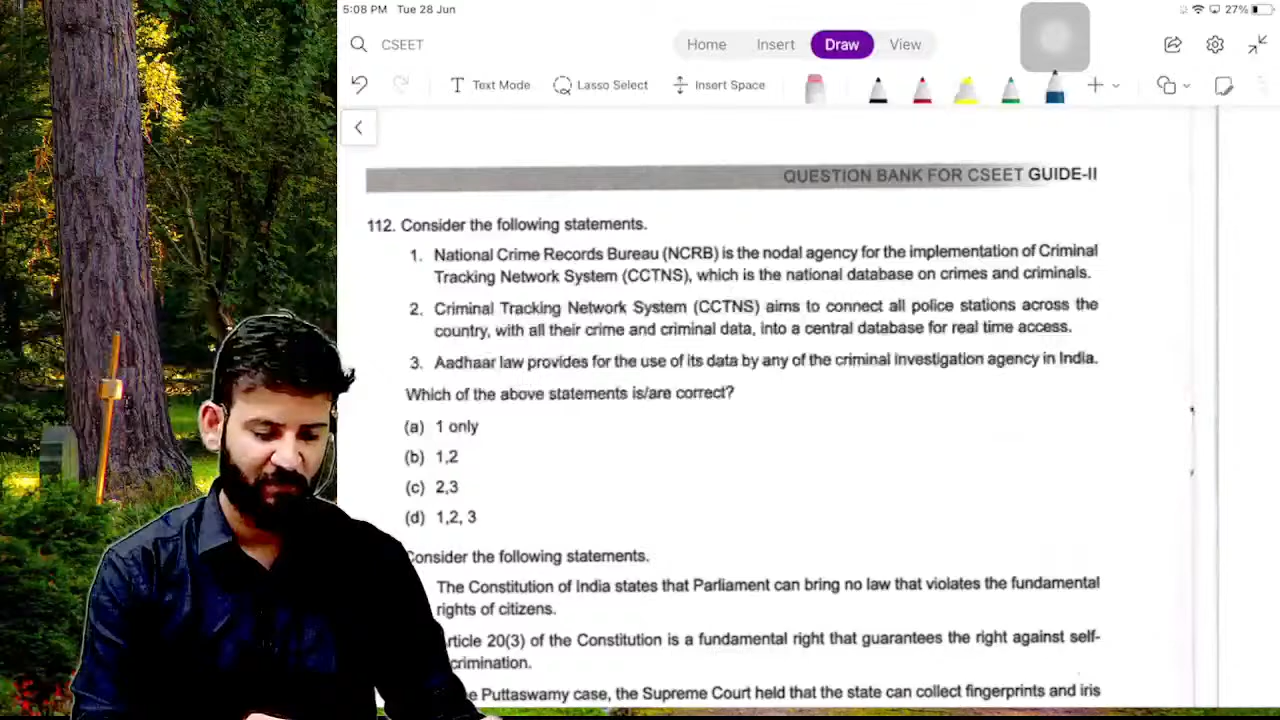 5:08 PM Tue 28 Jun
27%
CSEET
Home Insert Draw View
Text Mode Lasso Select Insert Space
QUESTION BANK FOR CSEET GUIDE-II
112. Consider the following statements.
1. National Crime Records Bureau (NCRB) is the nodal agency for the implementation of Criminal
Tracking Network System (CCTNS), which is the national database on crimes and criminals.
2. Criminal Tracking Network System (CCTNS) aims to connect all police stations across the
country, with all their crime and criminal data, into a central database for real time access.
3. Aadhaar law provides for the use of its data by any of the criminal investigation agency in India.
Which of the above statements is/are correct?
(a) 1 only
(b) 1,2
(c) 2,3
(d) 1,2, 3
Consider the following statements.
The Constitution of India states that Parliament can bring no law that violates the fundamental
rights of citizens.
rticle 20(3) of the Constitution is a fundamental right that guarantees the right against self-
crimination.
e Puttaswamy case, the Supreme Court held that the state can collect fingerprints and iris